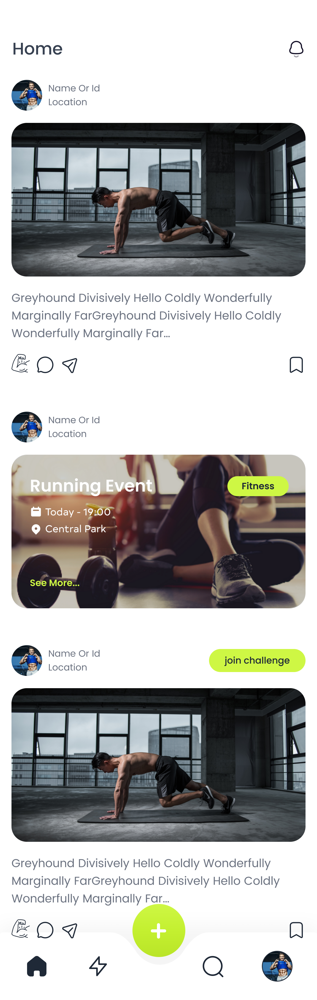 Home
Name Or Id
Location
Greyhound Divisively Hello Coldly Wonderfully
Marginally FarGreyhound Divisively Hello Coldly
Wonderfully Marginally Far...
Name Or Id
Location
Running Event
Fitness
Today - 19:00
Central Park
See More...
Name Or Id
Location
join challenge
Greyhound Divisively Hello Coldly Wonderfully
Marginally FarGreyhound Divisively Hello Coldly
Wonderfully Marginally Far...